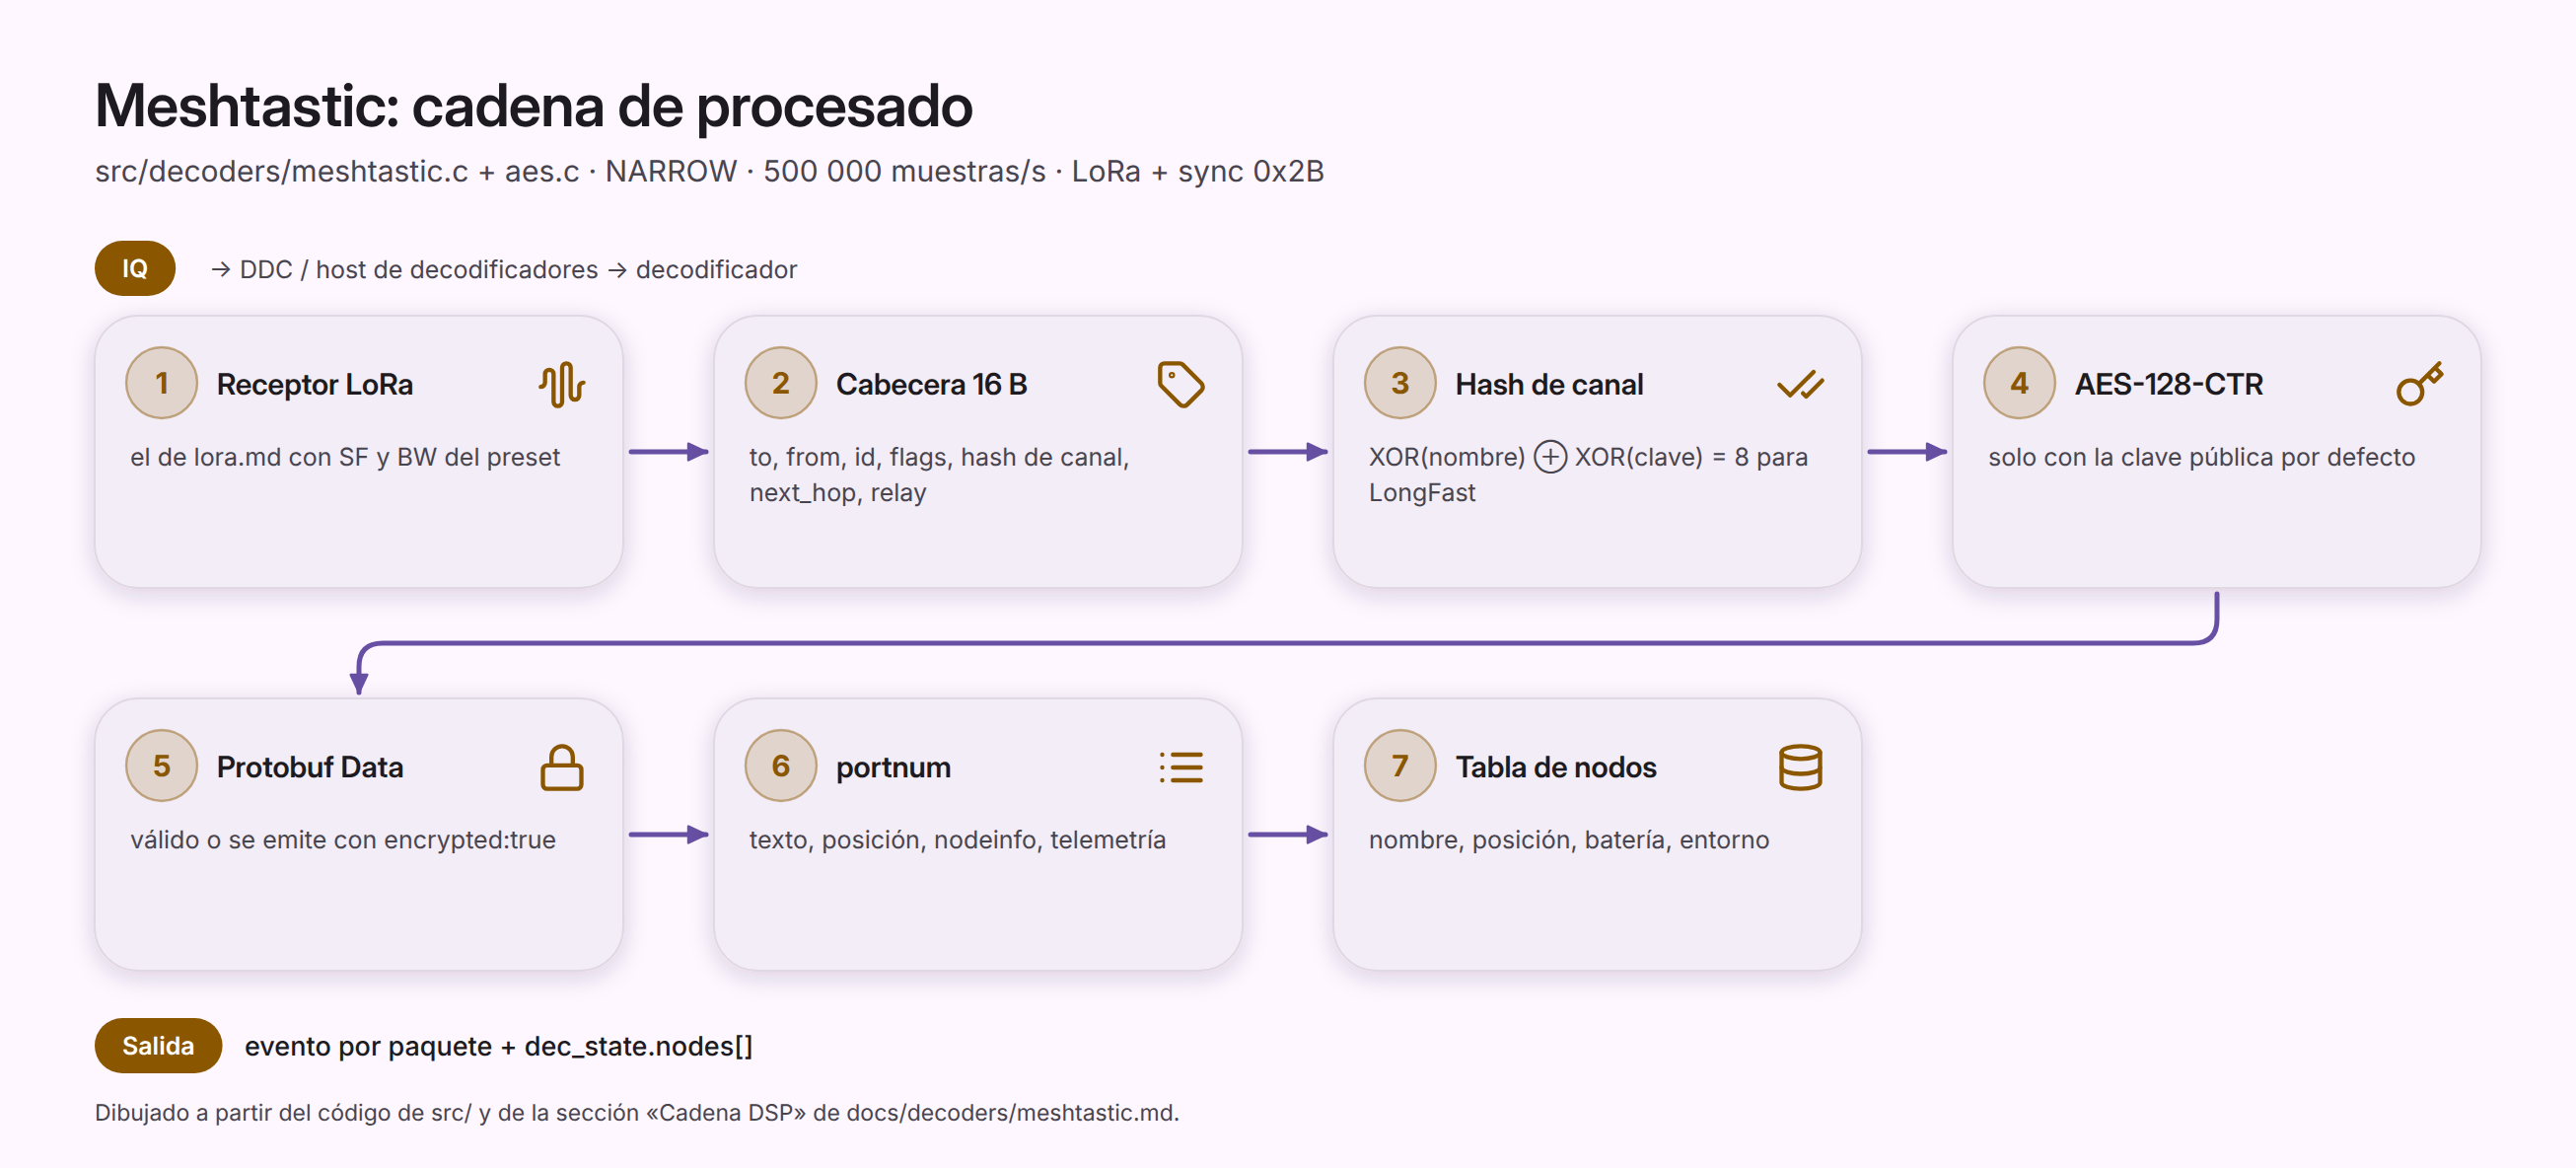 Meshtastic: cadena de procesado
src/decoders/meshtastic.c + aes.c · NARROW · 500 000 muestras/s · LoRa + sync 0x2B
IQ → DDC / host de decodificadores → decodificador
1 Receptor LoRa
el de lora.md con SF y BW del preset
2 Cabecera 16 B
to, from, id, flags, hash de canal,
next_hop, relay
3 Hash de canal
XOR(nombre) ⊕ XOR(clave) = 8 para
LongFast
4 AES-128-CTR
solo con la clave pública por defecto
5 Protobuf Data
válido o se emite con encrypted:true
6 portnum
texto, posición, nodeinfo, telemetría
7 Tabla de nodos
nombre, posición, batería, entorno
Salida evento por paquete + dec_state.nodes[]
Dibujado a partir del código de src/ y de la sección «Cadena DSP» de docs/decoders/meshtastic.md.